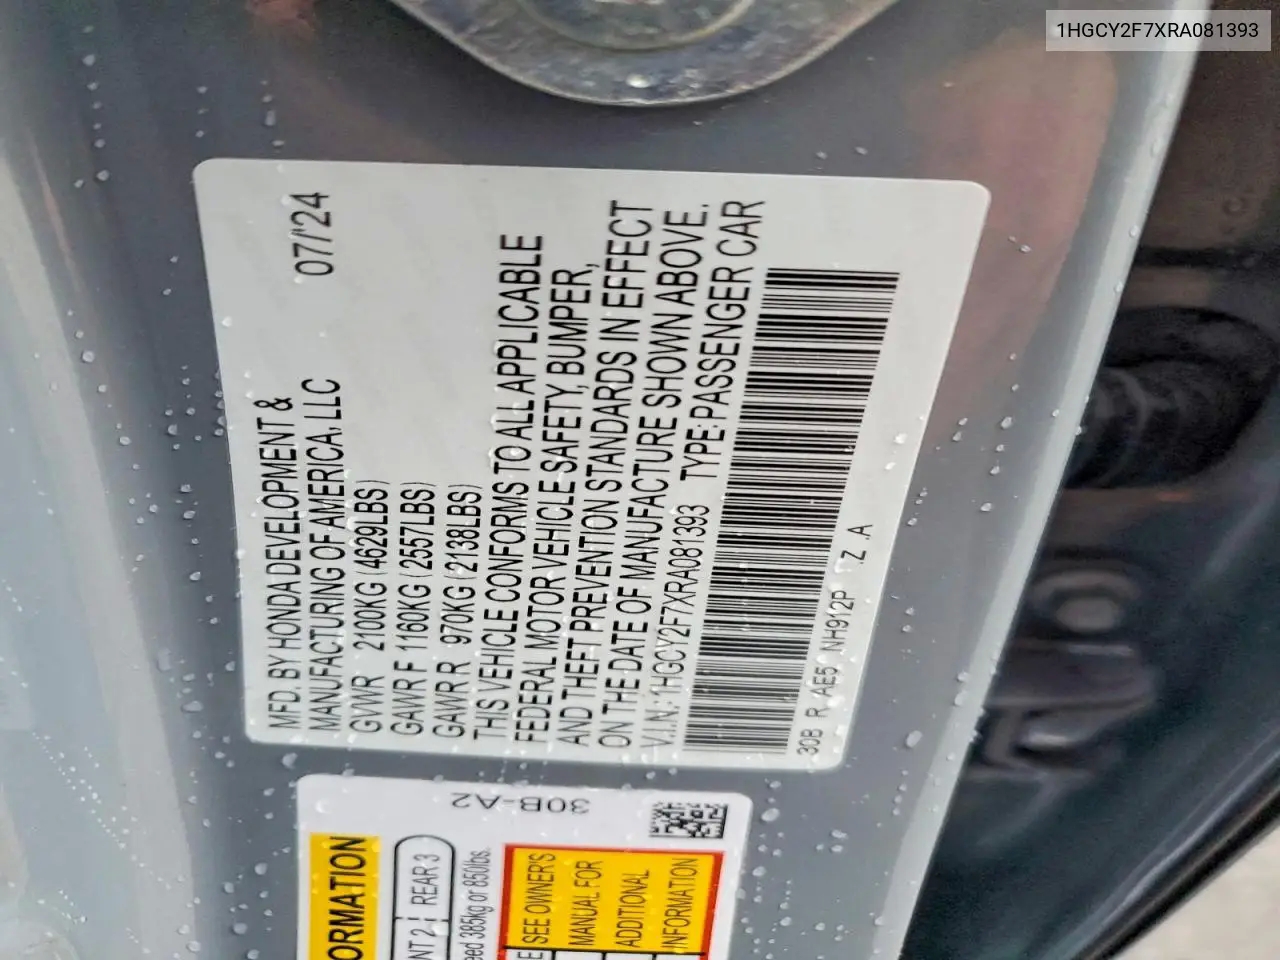 1HGCY2F7XRA081393
MFD. BY HONDA DEVELOPMENT &
MANUFACTURING OF AMERICA, LLC 07/24
GVWR 2100KG (4629LBS)
GAWR F 1160KG (2557LBS)
GAWR R 970KG (2138LBS)
THIS VEHICLE CONFORMS TO ALL APPLICABLE
FEDERAL MOTOR VEHICLE SAFETY, BUMPER,
AND THEFT PREVENTION STANDARDS IN EFFECT
ON THE DATE OF MANUFACTURE SHOWN ABOVE.
V.I.N.: 1HGCY2F7XRA081393 TYPE: PASSENGER CAR
30B R NH912P
30B-A2
REAR 3
385kg or 850lbs.
SEE OWNER'S
MANUAL FOR
ADDITIONAL
INFORMATION